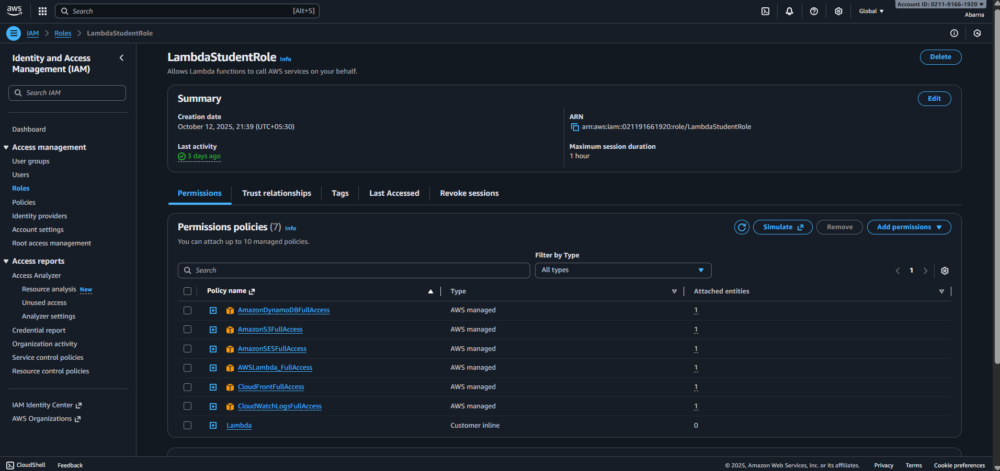 aws
Search [Alt+S]
Global
Account ID: 0211-9166-1920
Abarna
IAM > Roles > LambdaStudentRole
Identity and Access Management (IAM)
Search IAM
Dashboard
Access management
User groups
Users
Roles
Policies
Identity providers
Account settings
Root access management
Access reports
Access Analyzer
Resource analysis New
Unused access
Analyzer settings
Credential report
Organization activity
Service control policies
Resource control policies
IAM Identity Center
AWS Organizations
LambdaStudentRole Info
Delete
Allows Lambda functions to call AWS services on your behalf.
Summary
Edit
Creation date
October 12, 2025, 21:39 (UTC+05:30)
ARN
arn:aws:iam::021191661920:role/LambdaStudentRole
Last activity
3 days ago
Maximum session duration
1 hour
Permissions Trust relationships Tags Last Accessed Revoke sessions
Permissions policies (7) Info
Simulate Remove Add permissions
You can attach up to 10 managed policies.
Filter by Type
Search
All types
1
Policy name Type Attached entities
AmazonDynamoDBFullAccess AWS managed 1
AmazonS3FullAccess AWS managed 1
AmazonSESFullAccess AWS managed 1
AWSLambda_FullAccess AWS managed 1
CloudFrontFullAccess AWS managed 1
CloudWatchLogsFullAccess AWS managed 1
Lambda Customer inline 0
CloudShell Feedback
© 2025, Amazon Web Services, Inc. or its affiliates. Privacy Terms Cookie preferences